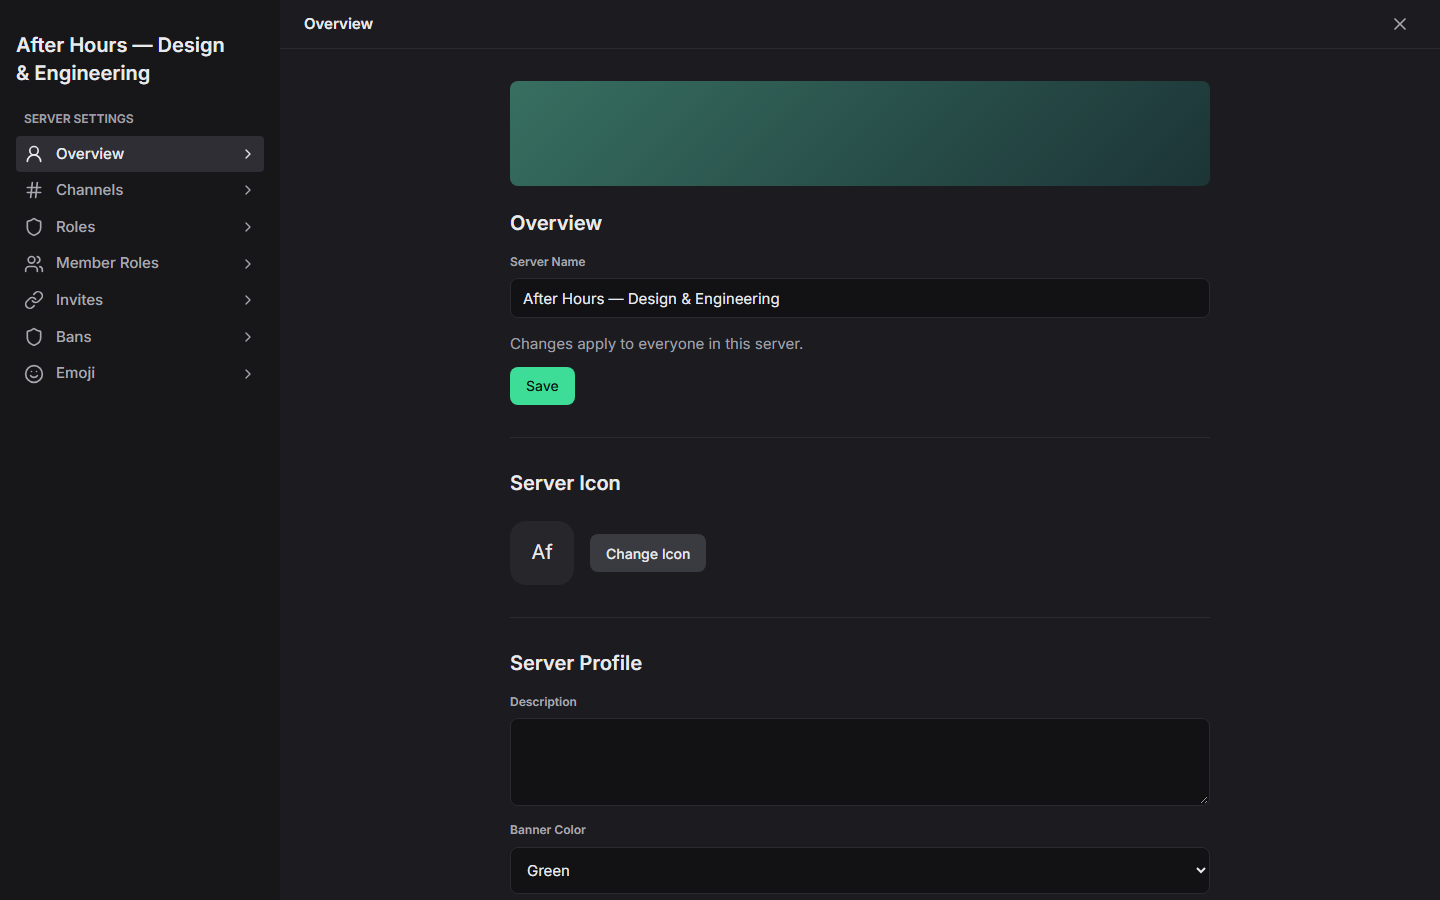 After Hours — Design
& Engineering
SERVER SETTINGS
Overview
Channels
Roles
Member Roles
Invites
Bans
Emoji
Overview
Overview
Server Name
After Hours — Design & Engineering
Changes apply to everyone in this server.
Save
Server Icon
Af
Change Icon
Server Profile
Description
Banner Color
Green